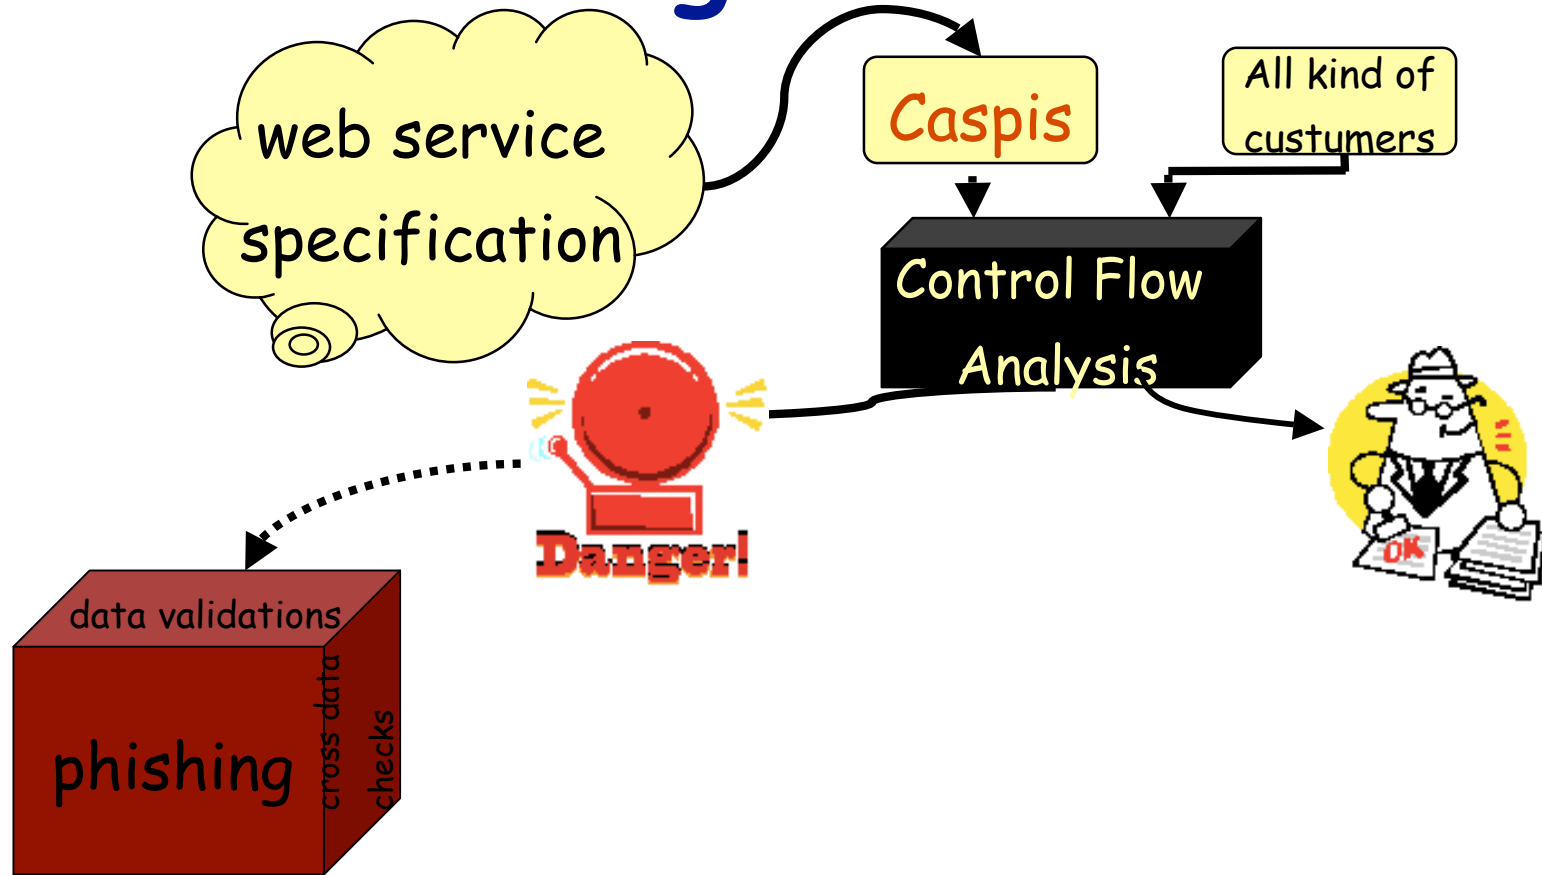 web service
specification
Caspis
All kind of
custumers
Control Flow
Analysis
Danger!
OK
data validations
phishing
cross data
checks